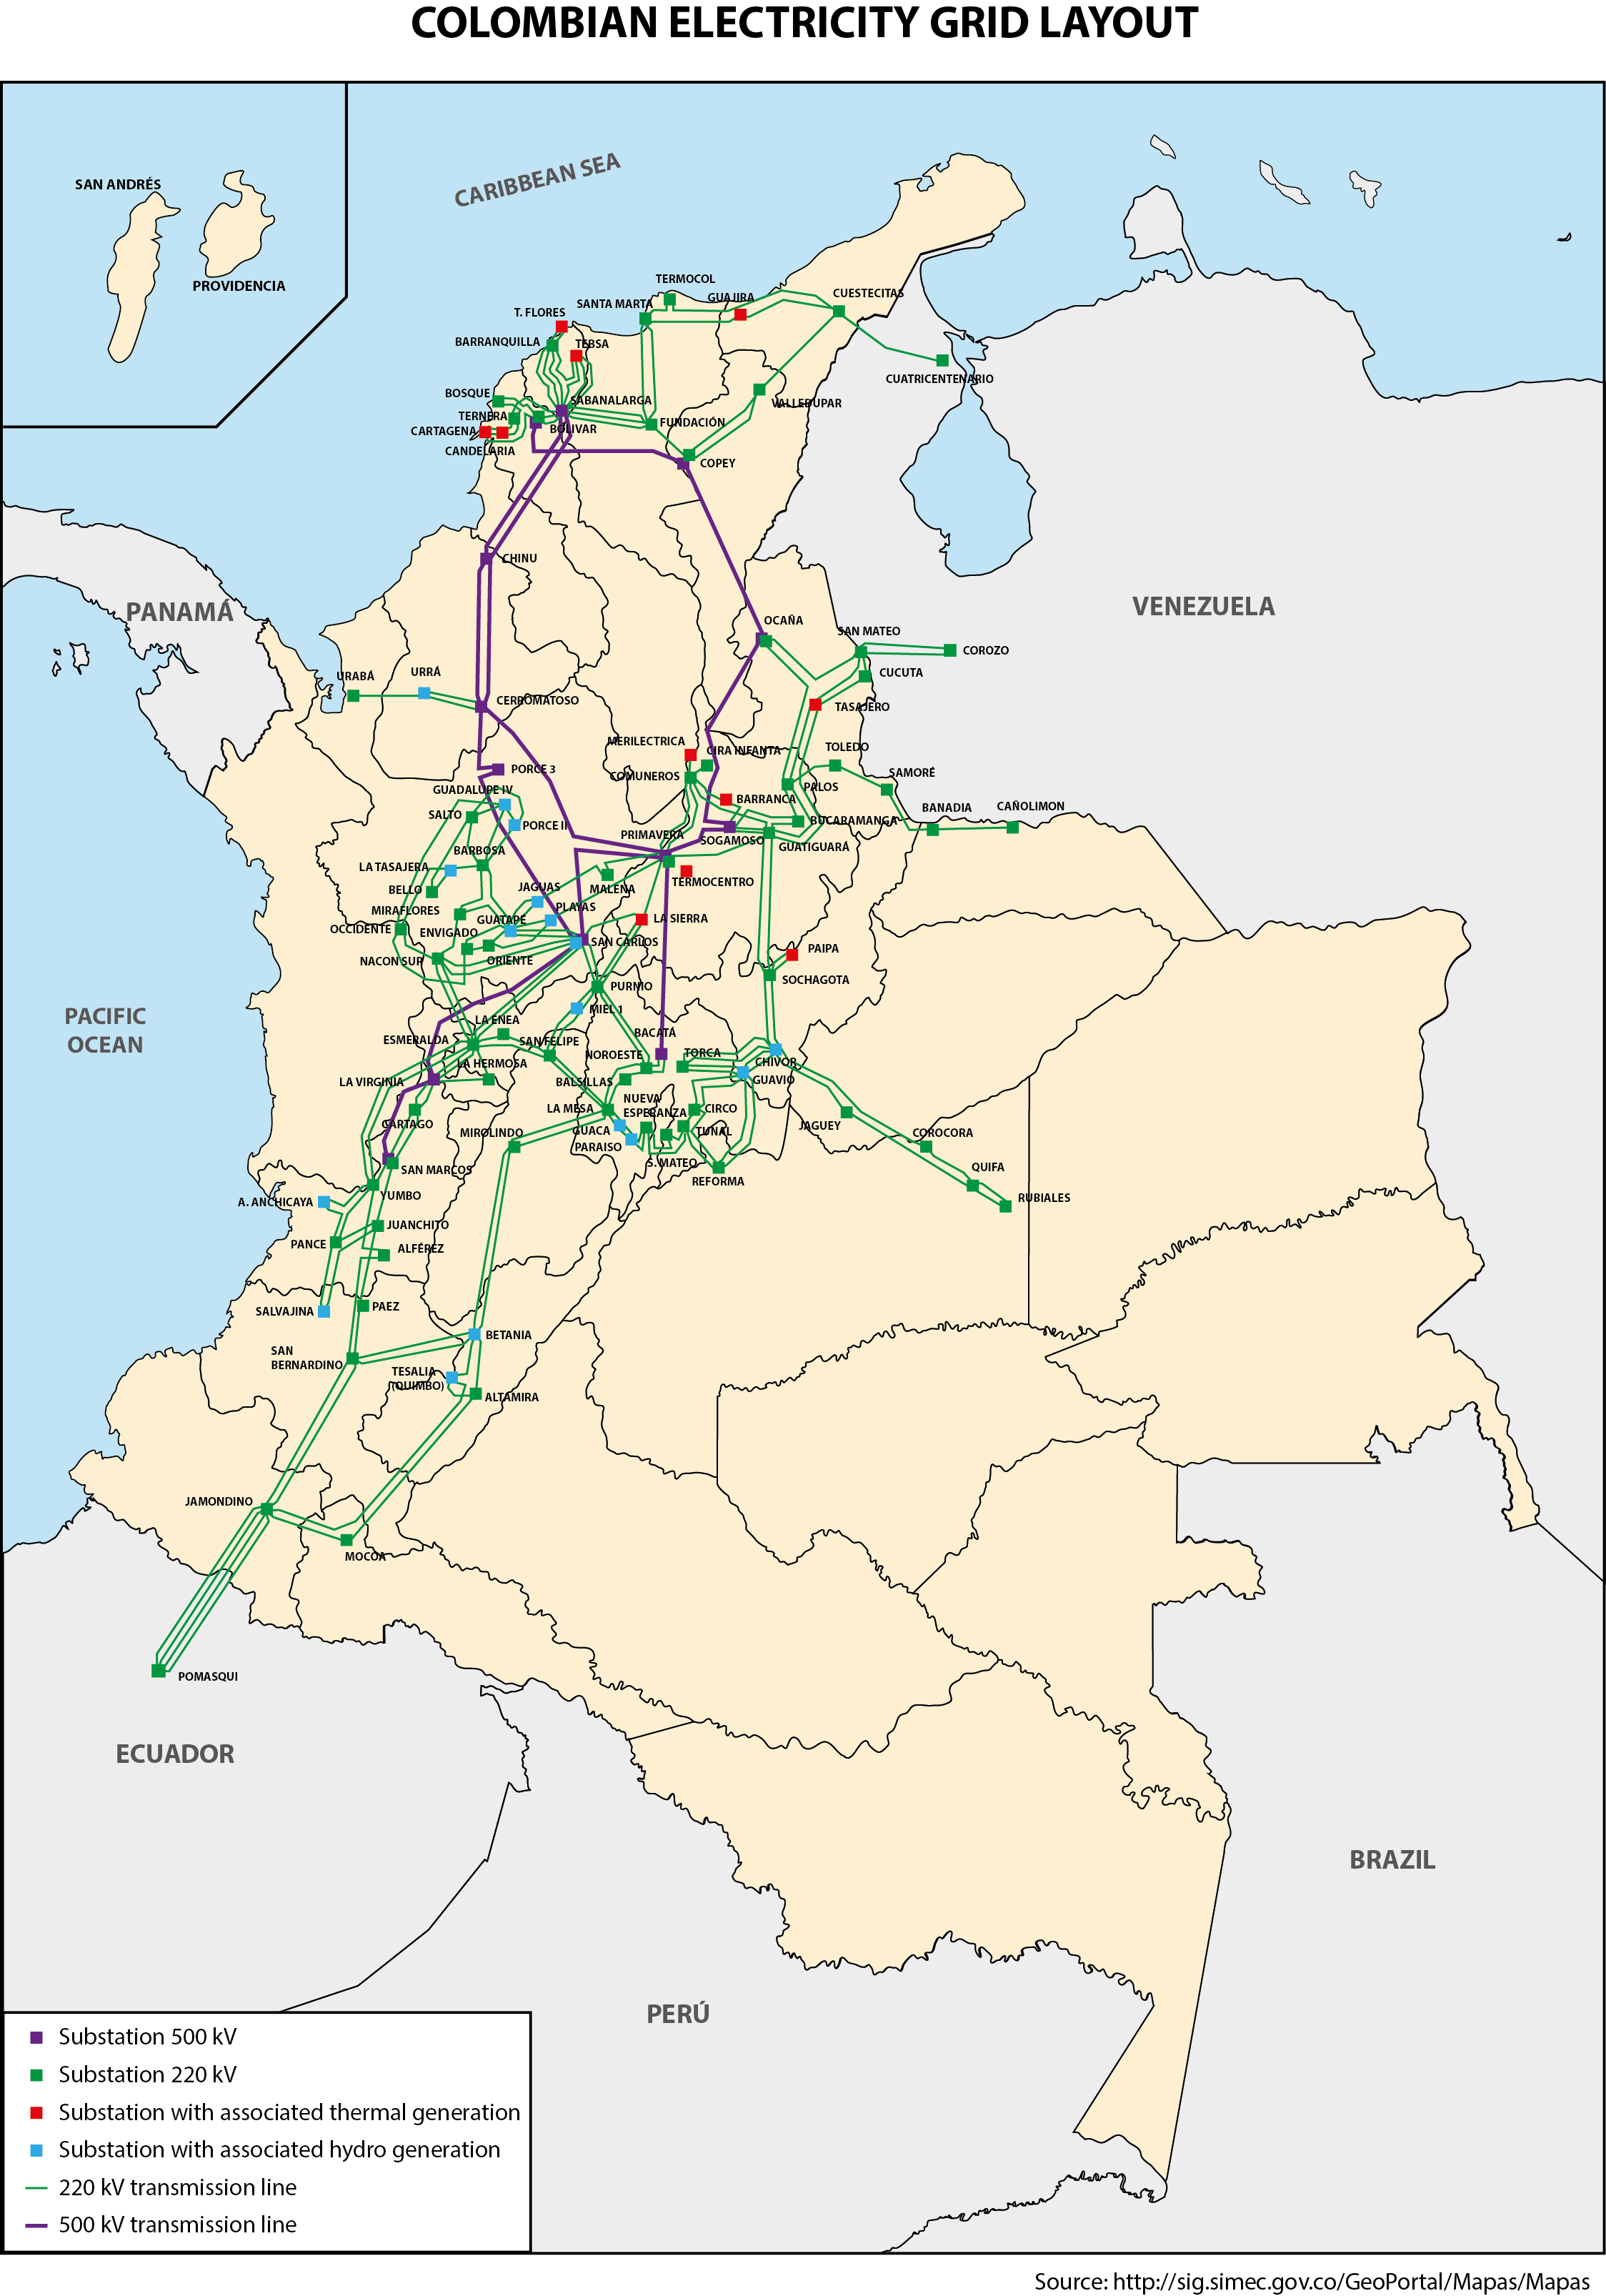 COLOMBIAN ELECTRICITY GRID LAYOUT
SAN ANDRÉS
PROVIDENCIA
CARIBBEAN SEA
TERMOCOL
SANTA MARTA
GUAJIRA
CUESTECITAS
T. FLORES
BARRANQUILLA
TEBSA
CUATRICENTENARIO
BOSQUE
SABANALARGA
VALLEDUPAR
TERNERA
FUNDACIÓN
CARTAGENA
BOLIVAR
CANDELARIA
COPEY
CHINU
PANAMÁ
VENEZUELA
OCAÑA
SAN MATEO
COROZO
CUCUTA
URABÁ
URRÁ
CERROMATOSO
TASAJERO
MERILECTRICA
CIRA INFANTA
TOLEDO
PORCE 3
COMUNEROS
SAMORÉ
GUADALUPE IV
PALOS
BARRANCA
BANADIA
CAÑOLIMON
SALTO
PORCE II
BUCARAMANGA
PRIMAVERA
SOGAMOSO
GUATIGUARÁ
BARBOSA
LA TASAJERA
BELLO
JAGUAS
MALENA
TERMOCENTRO
MIRAFLORES
PLAYAS
GUATAPÉ
LA SIERRA
OCCIDENTE
ENVIGADO
SAN CARLOS
PAIPA
NACON SUR
ORIENTE
SOCHAGOTA
PURNIO
MIEL 1
PACIFIC
OCEAN
LA ENEA
BACATÁ
ESMERALDA
SAN FELIPE
NOROESTE
TORCA
CHIVOR
LA HERMOSA
GUAVIO
LA VIRGINIA
BALSILLAS
NUEVA
ESPERANZA
LA MESA
CIRCO
CARTAGO
JAGUEY
MIROLINDO
GUACA
TUNAL
COROCORA
PARAISO
S. MATEO
SAN MARCOS
REFORMA
QUIFA
YUMBO
RUBIALES
A. ANCHICAYA
JUANCHITO
PANCE
ALFÉREZ
SALVAJINA
PAEZ
BETANIA
SAN
BERNARDINO
TESALIA
(QUIMBO)
ALTAMIRA
JAMONDINO
MOCOA
POMASQUI
ECUADOR
BRAZIL
PERÚ
Substation 500 kV
Substation 220 kV
Substation with associated thermal generation
Substation with associated hydro generation
220 kV transmission line
500 kV transmission line
Source: http://sig.simec.gov.co/GeoPortal/Mapas/Mapas